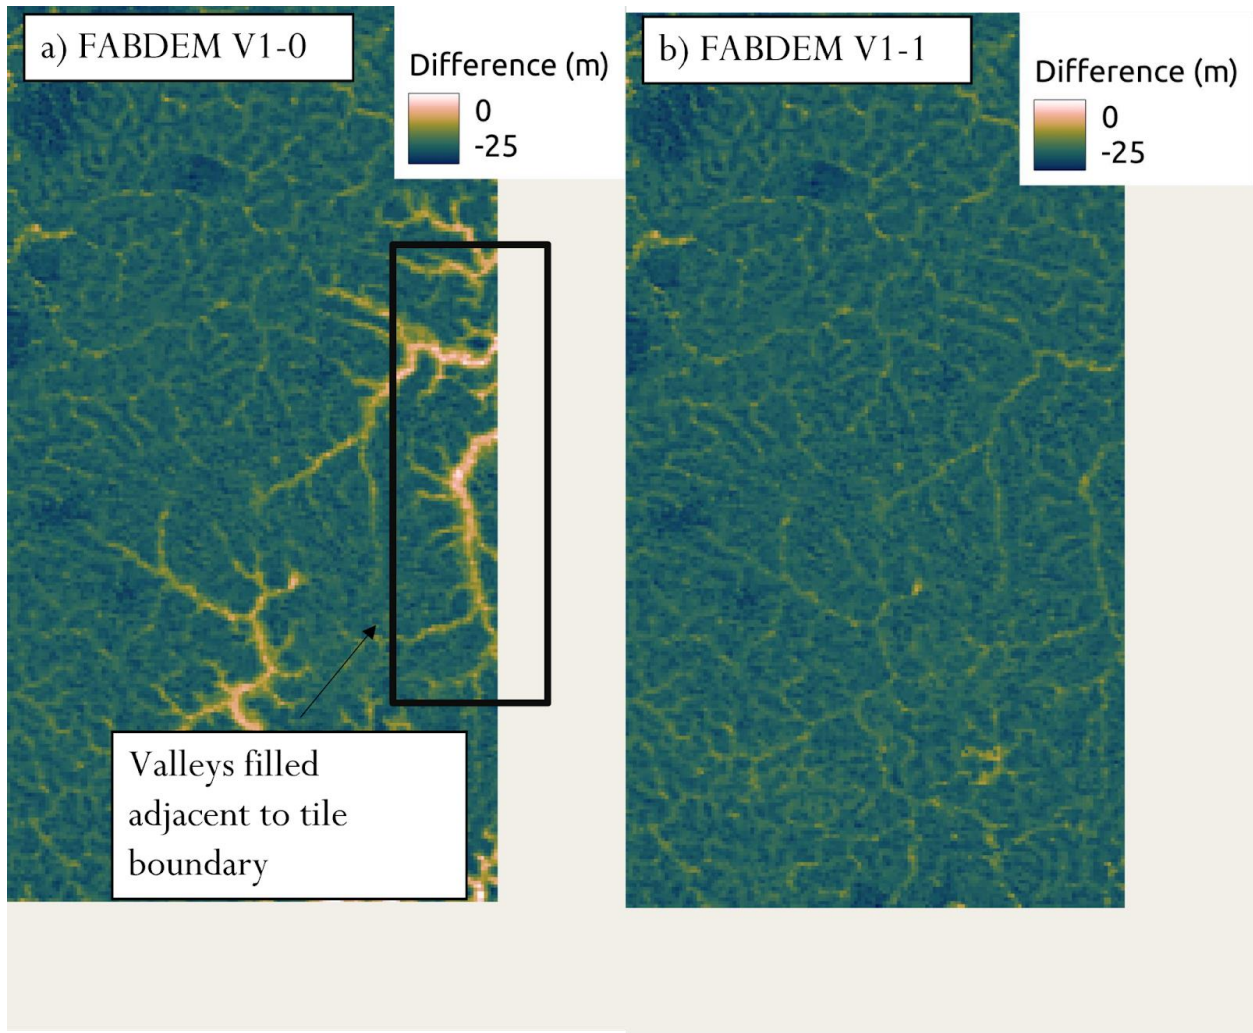 a) FABDEM V1-0
Difference (m)
0
-25
b) FABDEM V1-1
Difference (m)
0
-25
Valleys filled
adjacent to tile
boundary